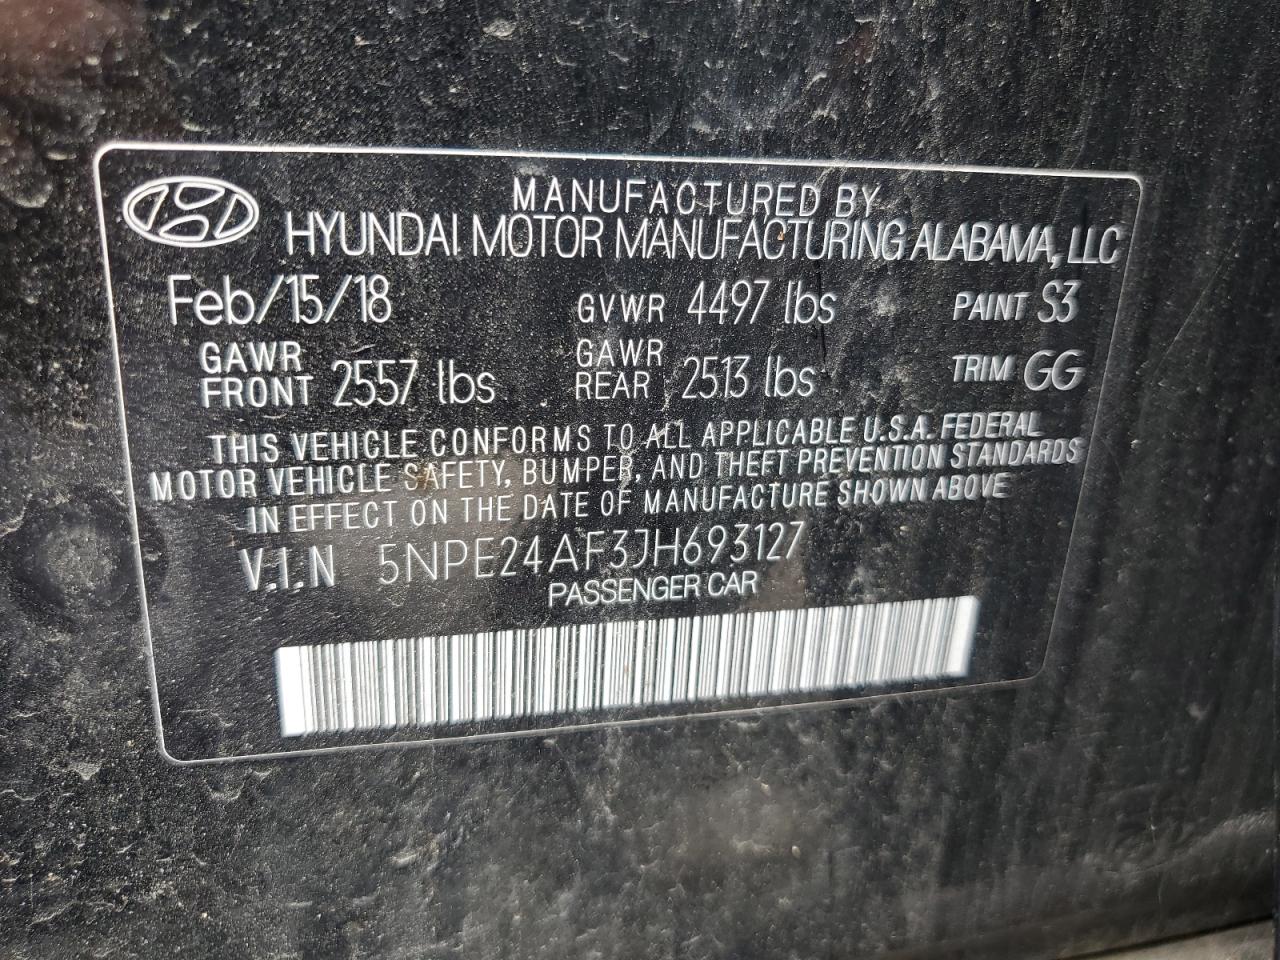 MANUFACTURED BY
HYUNDAI MOTOR MANUFACTURING ALABAMA, LLC
Feb/15/18 GVWR 4497 lbs PAINT S3
GAWR FRONT 2557 lbs GAWR REAR 2513 lbs TRIM GG
THIS VEHICLE CONFORMS TO ALL APPLICABLE U.S.A. FEDERAL
MOTOR VEHICLE SAFETY, BUMPER, AND THEFT PREVENTION STANDARDS
IN EFFECT ON THE DATE OF MANUFACTURE SHOWN ABOVE
V.I.N 5NPE24AF3JH693127
PASSENGER CAR